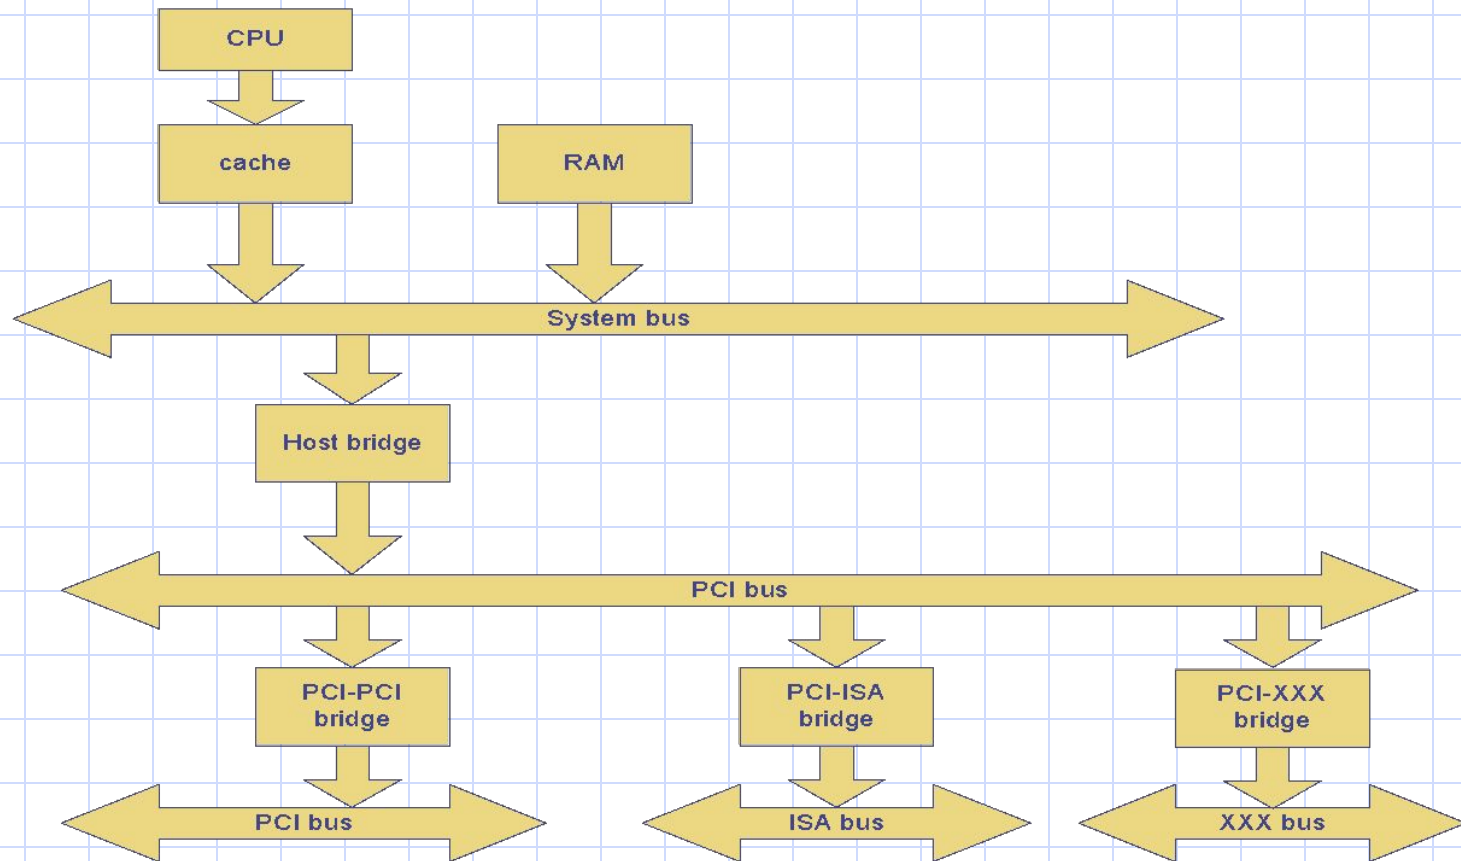 CPU
cache
RAM
System bus
Host bridge
PCI bus
PCI-PCI
bridge
PCI-ISA
bridge
PCI-XXX
bridge
PCI bus
ISA bus
XXX bus